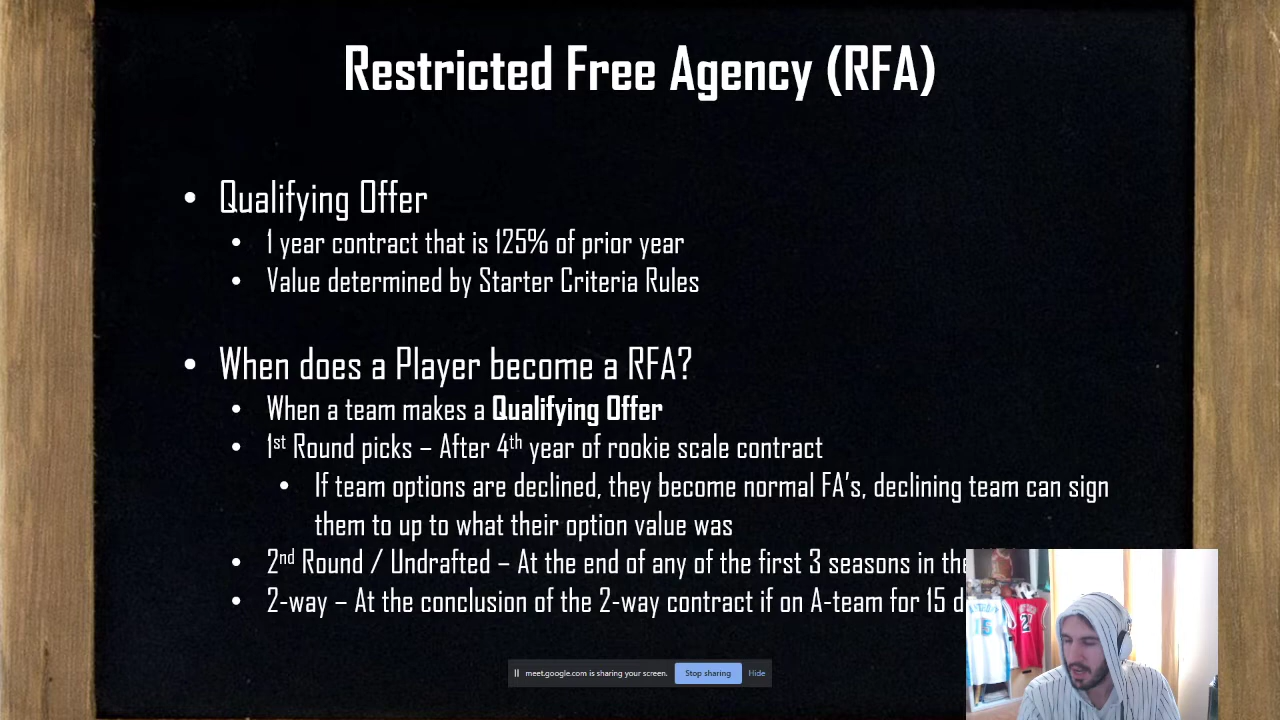 Restricted Free Agency (RFA)
• Qualifying Offer
• 1 year contract that is 125% of prior year
• Value determined by Starter Criteria Rules
• When does a Player become a RFA?
• When a team makes a Qualifying Offer
• 1st Round picks – After 4th year of rookie scale contract
• If team options are declined, they become normal FA's, declining team can sign
them to up to what their option value was
• 2nd Round / Undrafted – At the end of any of the first 3 seasons in the
• 2-way – At the conclusion of the 2-way contract if on A-team for 15 d
15
meet.google.com is sharing your screen.
Stop sharing
Hide